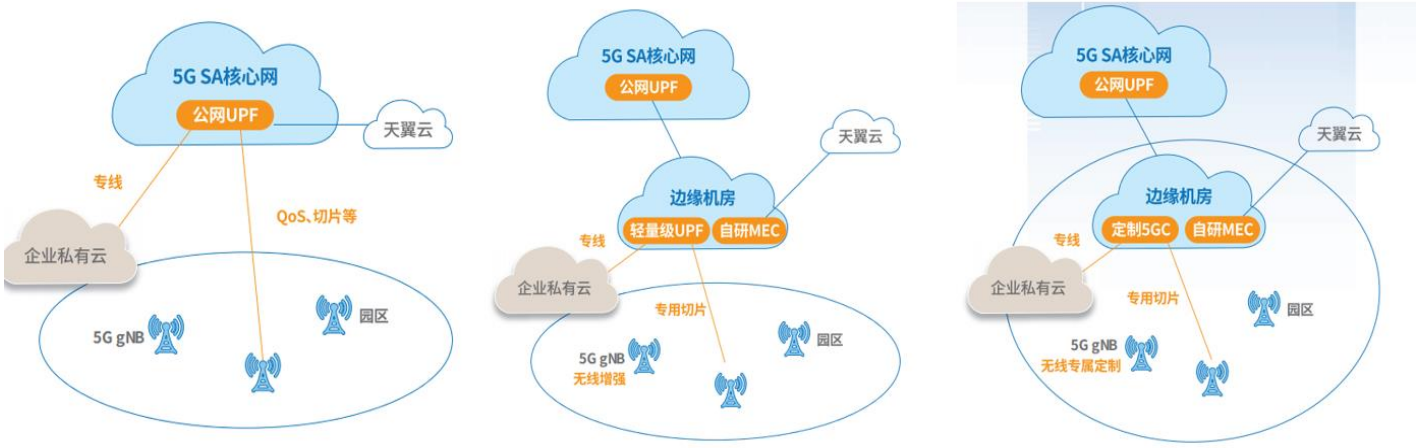 5G SA核心网
公网UPF
天翼云
专线
QoS、切片等
企业私有云
5G gNB
园区
5G SA核心网
公网UPF
天翼云
边缘机房
轻量级UPF 自研MEC
专线
企业私有云
专用切片
园区
5G gNB
无线增强
5G SA核心网
公网UPF
天翼云
边缘机房
定制5GC 自研MEC
专线
企业私有云
专用切片
园区
5G gNB
无线专属定制